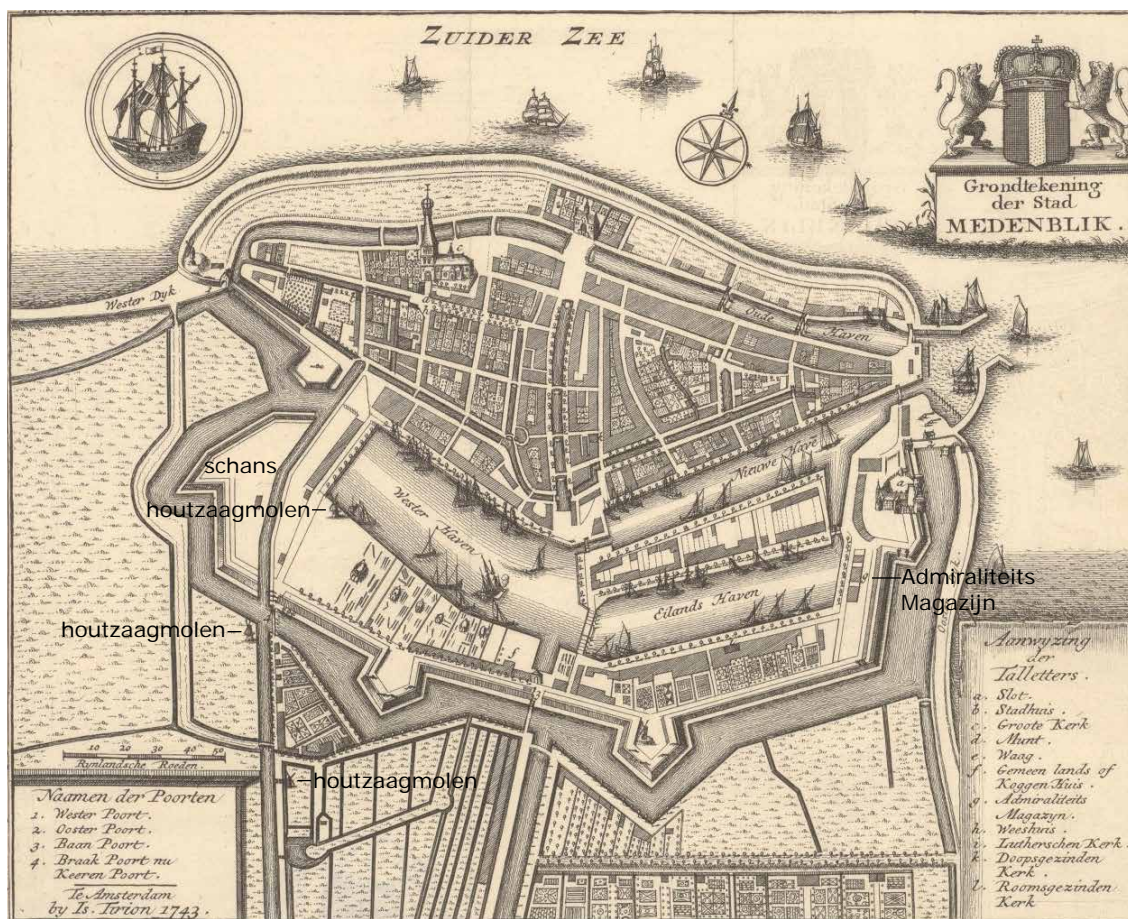 ZUIDER ZEE
Grondtekening
der Stad
MEDENBLIK.
Wester Dyk
Oude
Haven
schans
houtzaagmolen
Wester Haven
Nieuwe Have
Eilands Haven
a
c
f
g
Admiraliteits
Magazijn
houtzaagmolen
houtzaagmolen
10 20 30 40 50
Rynlandsche Roeden.
Naamen der Poorten
1. Wester Poort.
2. Ooster Poort.
3. Baan Poort.
4. Braak Poort nu
Keeren Poort.
Te Amsterdam
by Is. Tirion 1743.
Aanwyzing
der
Talletters.
a. Slot.
b. Stadhuis.
c. Groote Kerk
d. Munt.
e. Waag.
f. Gemeen lands of
Koggen Huis.
g. Admiraliteits
Magazyn.
h. Weeshuis.
i. Lutherschen Kerk.
k. Doopsgezinden
Kerk.
l. Roomsgezinden
Kerk